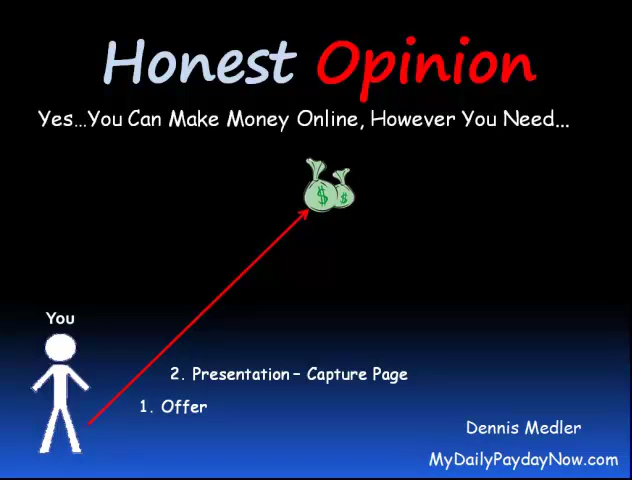 Honest Opinion
Yes...You Can Make Money Online, However You Need...
$ $
You
2. Presentation – Capture Page
1. Offer
Dennis Medler
MyDailyPaydayNow.com